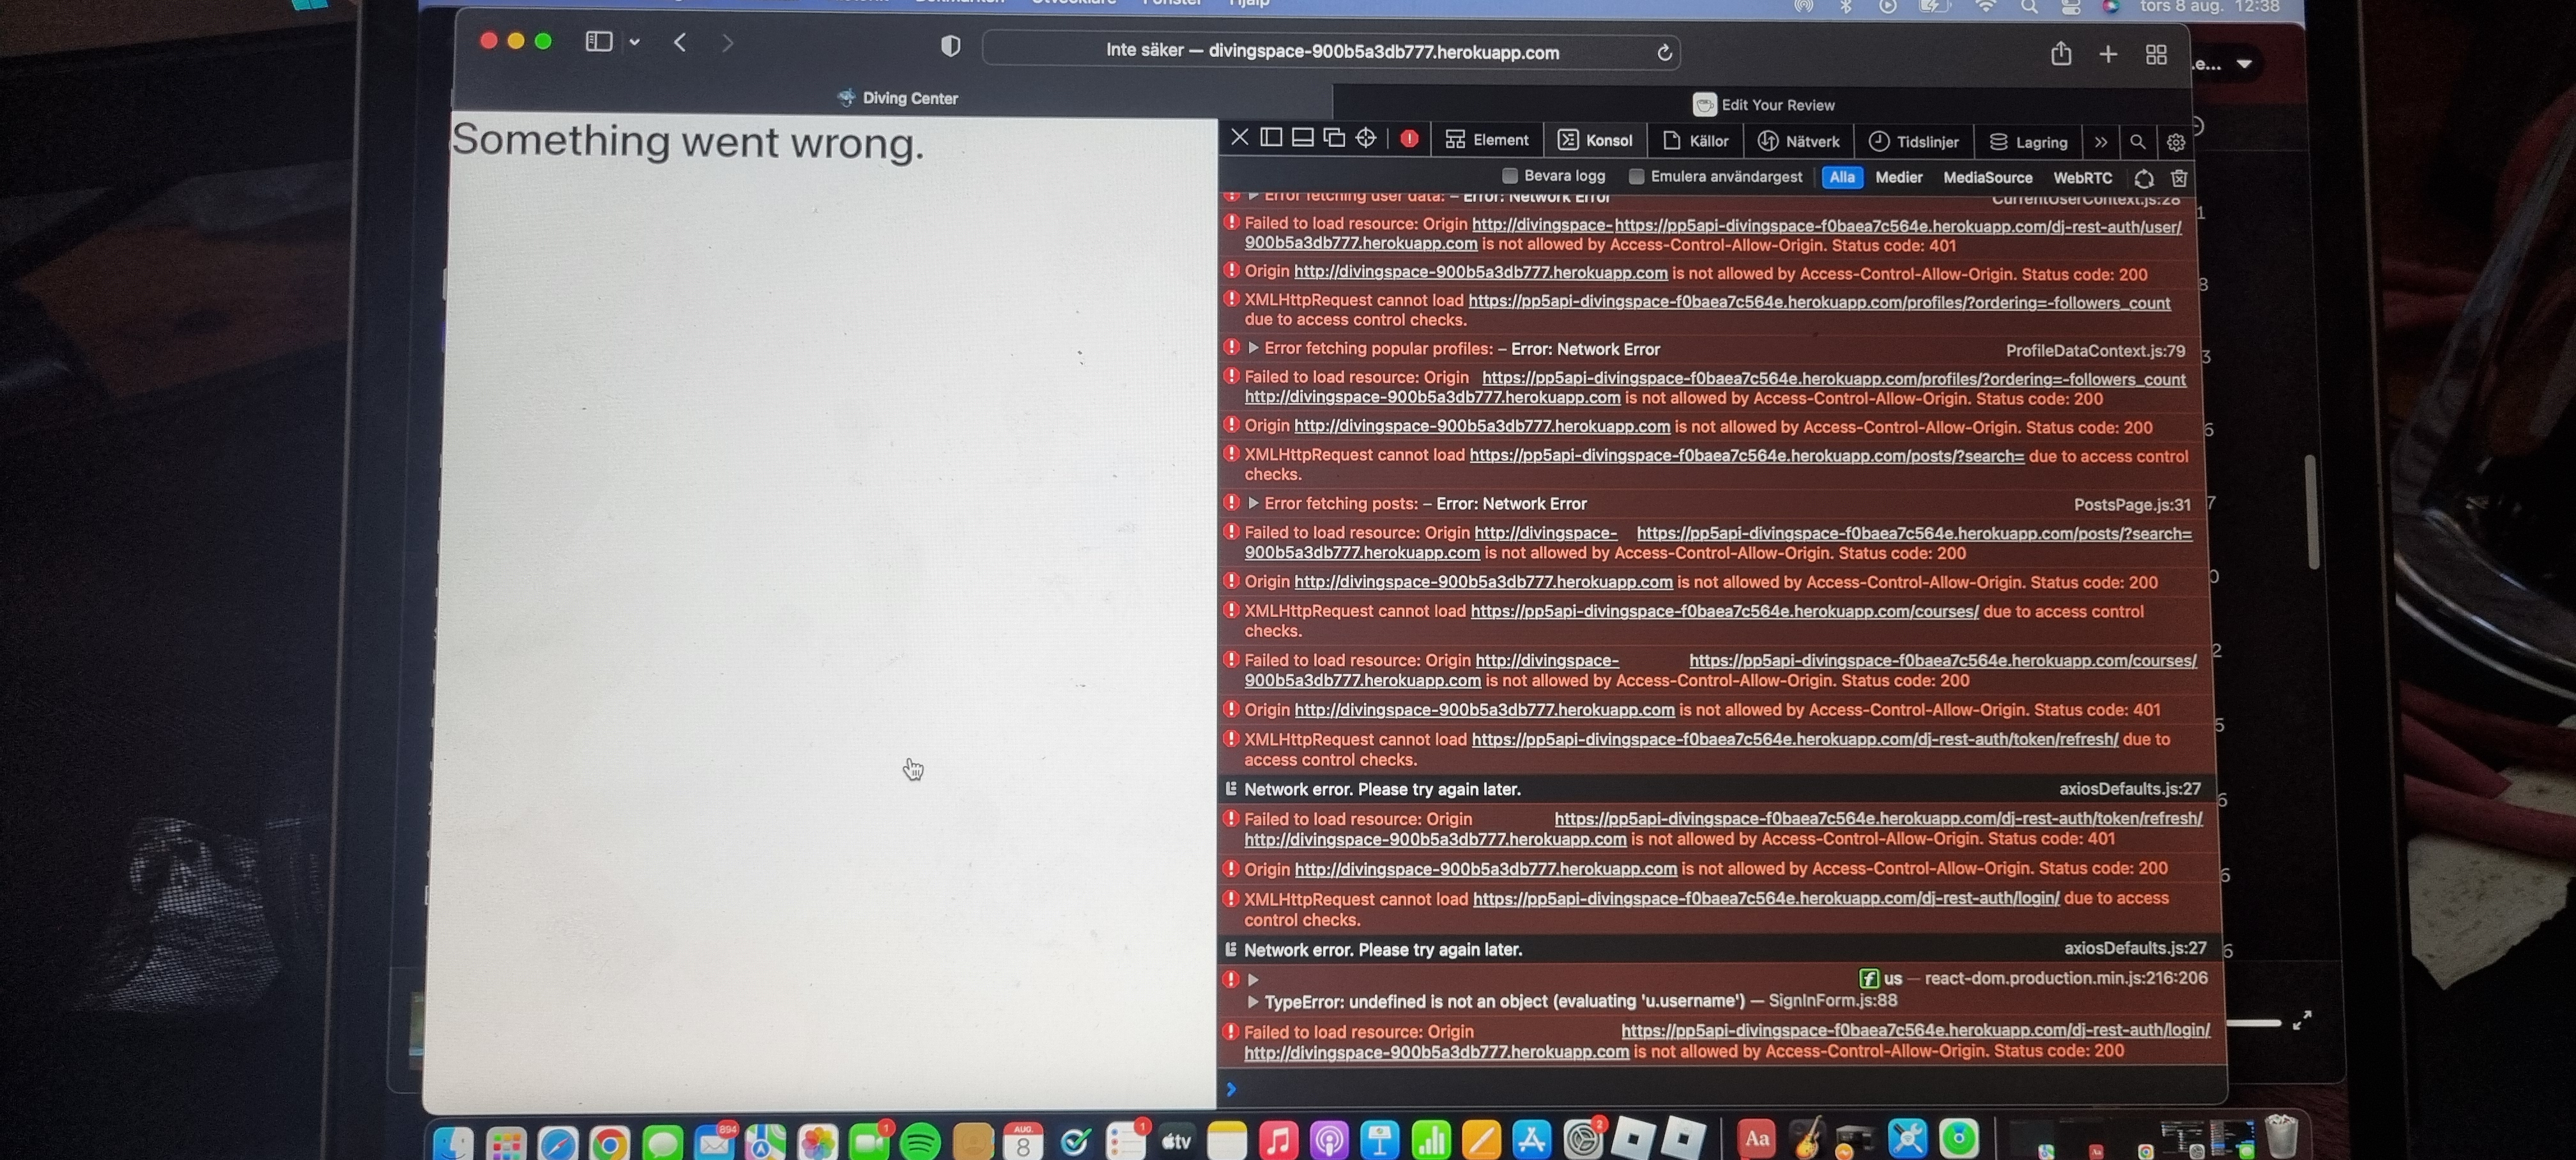 tors 8 aug. 12:38
Inte säker — divingspace-900b5a3db777.herokuapp.com
.e...
Diving Center
Edit Your Review
Something went wrong.
Element Konsol Källor Nätverk Tidslinjer Lagring
Bevara logg Emulera användargest Alla Medier MediaSource WebRTC
Error fetching user data: – Error: Network Error CurrentUserContext.js:28
Failed to load resource: Origin http://divingspace- https://pp5api-divingspace-f0baea7c564e.herokuapp.com/dj-rest-auth/user/
900b5a3db777.herokuapp.com is not allowed by Access-Control-Allow-Origin. Status code: 401
Origin http://divingspace-900b5a3db777.herokuapp.com is not allowed by Access-Control-Allow-Origin. Status code: 200
XMLHttpRequest cannot load https://pp5api-divingspace-f0baea7c564e.herokuapp.com/profiles/?ordering=-followers_count
due to access control checks.
Error fetching popular profiles: – Error: Network Error ProfileDataContext.js:79
Failed to load resource: Origin https://pp5api-divingspace-f0baea7c564e.herokuapp.com/profiles/?ordering=-followers_count
http://divingspace-900b5a3db777.herokuapp.com is not allowed by Access-Control-Allow-Origin. Status code: 200
Origin http://divingspace-900b5a3db777.herokuapp.com is not allowed by Access-Control-Allow-Origin. Status code: 200
XMLHttpRequest cannot load https://pp5api-divingspace-f0baea7c564e.herokuapp.com/posts/?search= due to access control
checks.
Error fetching posts: – Error: Network Error PostsPage.js:31
Failed to load resource: Origin http://divingspace- https://pp5api-divingspace-f0baea7c564e.herokuapp.com/posts/?search=
900b5a3db777.herokuapp.com is not allowed by Access-Control-Allow-Origin. Status code: 200
Origin http://divingspace-900b5a3db777.herokuapp.com is not allowed by Access-Control-Allow-Origin. Status code: 200
XMLHttpRequest cannot load https://pp5api-divingspace-f0baea7c564e.herokuapp.com/courses/ due to access control
checks.
Failed to load resource: Origin http://divingspace- https://pp5api-divingspace-f0baea7c564e.herokuapp.com/courses/
900b5a3db777.herokuapp.com is not allowed by Access-Control-Allow-Origin. Status code: 200
Origin http://divingspace-900b5a3db777.herokuapp.com is not allowed by Access-Control-Allow-Origin. Status code: 401
XMLHttpRequest cannot load https://pp5api-divingspace-f0baea7c564e.herokuapp.com/dj-rest-auth/token/refresh/ due to
access control checks.
Network error. Please try again later. axiosDefaults.js:27
Failed to load resource: Origin https://pp5api-divingspace-f0baea7c564e.herokuapp.com/dj-rest-auth/token/refresh/
http://divingspace-900b5a3db777.herokuapp.com is not allowed by Access-Control-Allow-Origin. Status code: 401
Origin http://divingspace-900b5a3db777.herokuapp.com is not allowed by Access-Control-Allow-Origin. Status code: 200
XMLHttpRequest cannot load https://pp5api-divingspace-f0baea7c564e.herokuapp.com/dj-rest-auth/login/ due to access
control checks.
Network error. Please try again later. axiosDefaults.js:27
f us — react-dom.production.min.js:216:206
TypeError: undefined is not an object (evaluating 'u.username') — SignInForm.js:88
Failed to load resource: Origin https://pp5api-divingspace-f0baea7c564e.herokuapp.com/dj-rest-auth/login/
http://divingspace-900b5a3db777.herokuapp.com is not allowed by Access-Control-Allow-Origin. Status code: 200
894
1
AUG.
8
1
tv
2
Aa